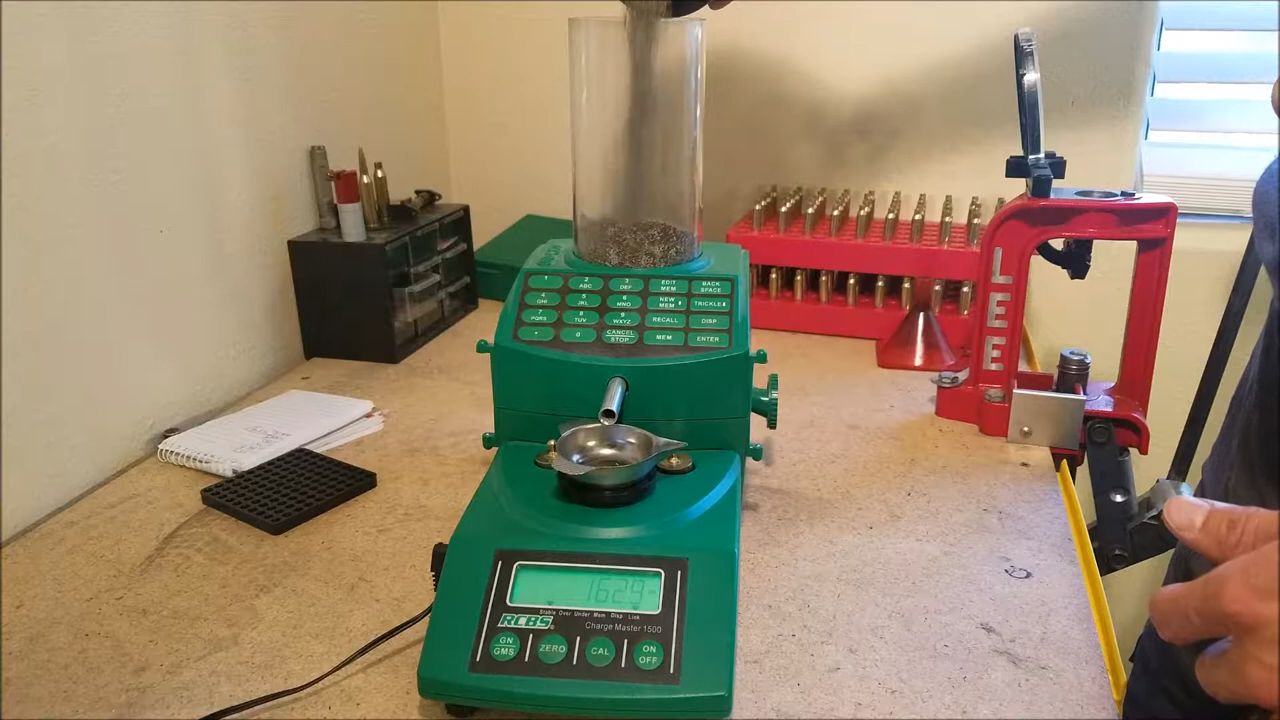 1 2 ABC 3 DEF EDIT MEM BACK SPACE
4 GHI 5 JKL 6 MNO NEW MEM TRICKLE
7 PQRS 8 TUV 9 WXYZ RECALL DISP
. 0 CANCEL STOP MEM ENTER
LEE
162.9-
Stable Over Under Mem Disp Link
RCBS
Charge Master 1500
GN GMS ZERO CAL ON OFF